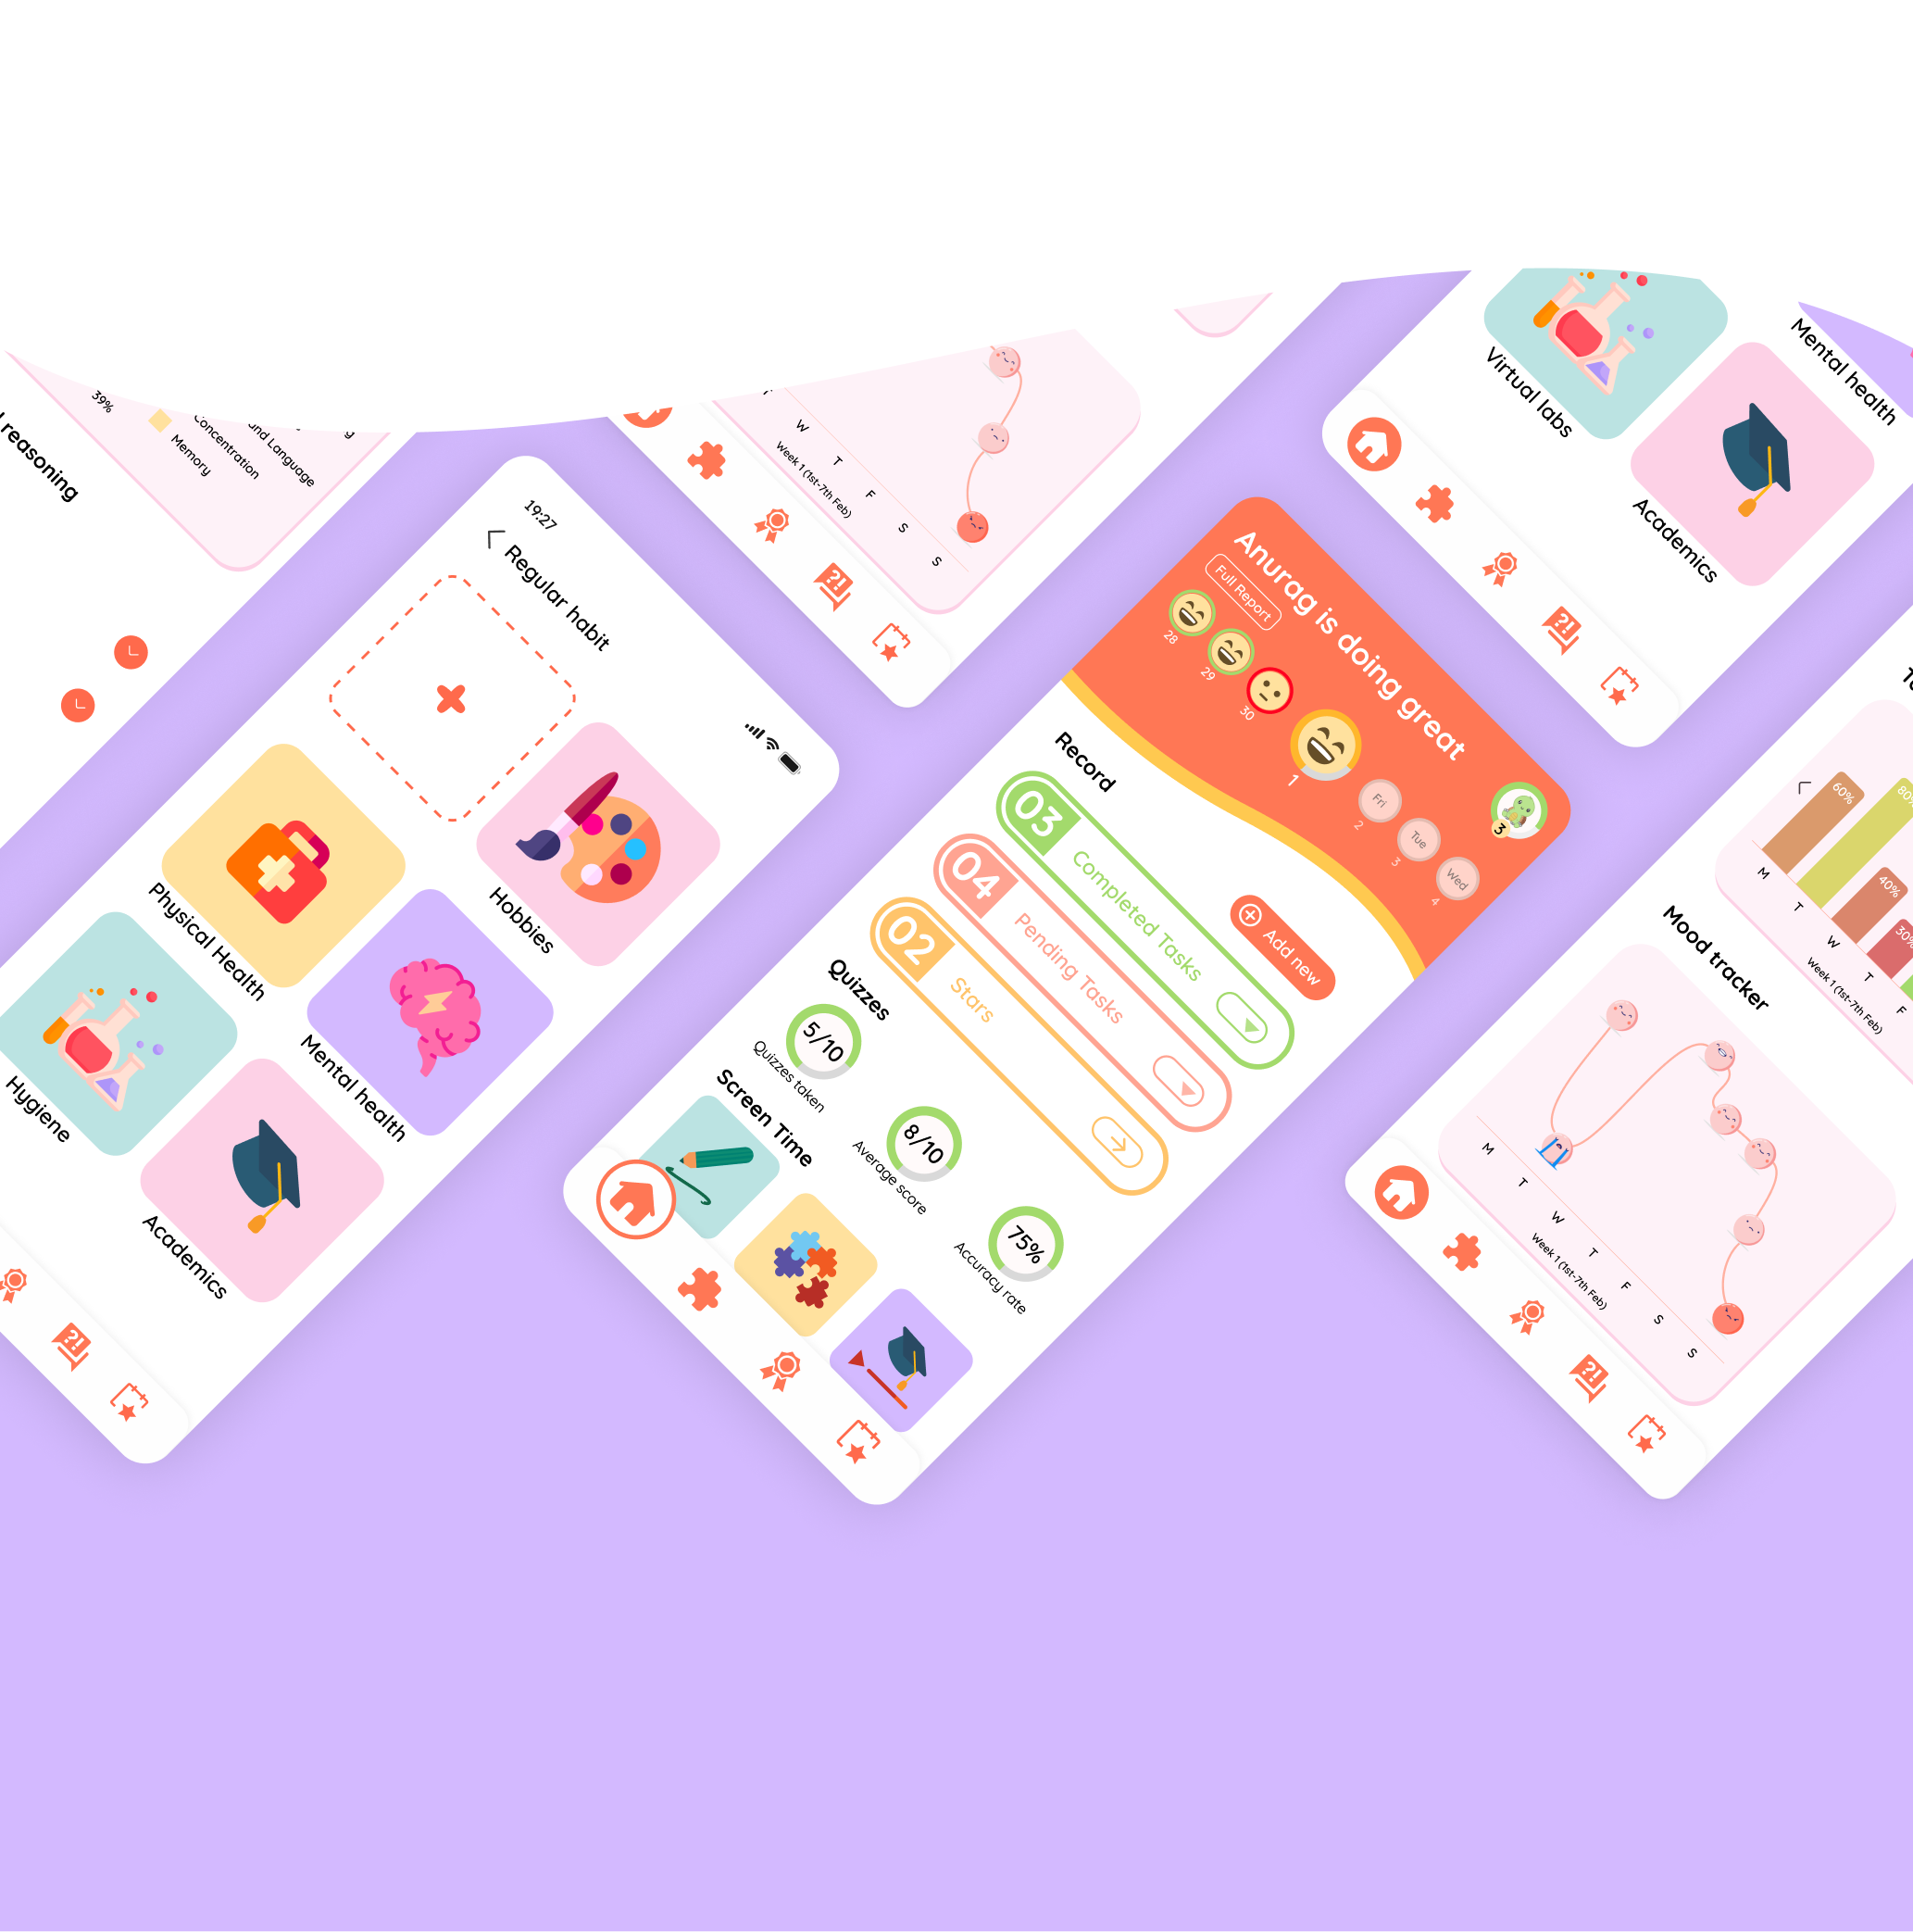 reasoning
39%
Memory
Concentration
and Language
19:27
Regular habit
Hobbies
Physical Health
Mental health
Hygiene
Academics
?!
W
T
F
S
S
Week 1 (1st-7th Feb)
?!
Anurag is doing great
Full Report
28
29
30
1
Fri
2
Tue
3
Wed
4
3
Record
Add new
03
Completed Tasks
04
Pending Tasks
02
Stars
Quizzes
5/10
Quizzes taken
8/10
Average score
75%
Accuracy rate
Screen Time
Virtual labs
Mental health
Academics
?!
60%
80%
40%
30%
M
T
W
T
F
Week 1 (1st-7th Feb)
Mood tracker
M
T
W
T
F
S
S
Week 1 (1st-7th Feb)
?!